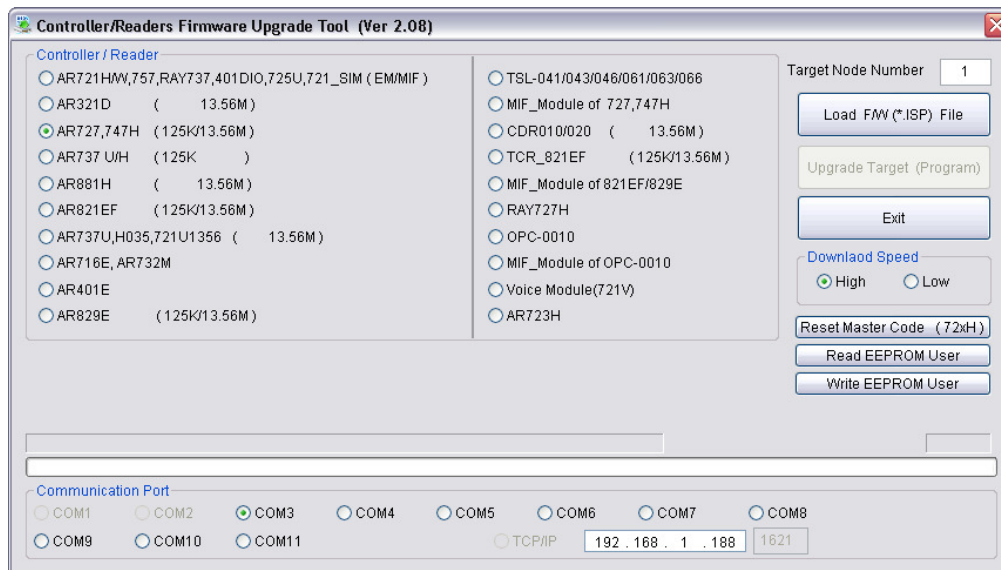 Controller/Readers Firmware Upgrade Tool (Ver 2.08)
Controller / Reader
AR721H/W,757,RAY737,401DIO,725U,721_SIM ( EM/MIF )
AR321D ( 13.56M )
AR727,747H (125K/13.56M )
AR737 U/H (125K )
AR881H ( 13.56M )
AR821EF (125K/13.56M )
AR737U,H035,721U1356 ( 13.56M )
AR716E, AR732M
AR401E
AR829E (125K/13.56M )
TSL-041/043/046/061/063/066
MIF_Module of 727,747H
CDR010/020 ( 13.56M )
TCR_821EF (125K/13.56M )
MIF_Module of 821EF/829E
RAY727H
OPC-0010
MIF_Module of OPC-0010
Voice Module(721V)
AR723H
Target Node Number 1
Load F/W (*.ISP) File
Upgrade Target (Program)
Exit
Downlaod Speed
High Low
Reset Master Code ( 72xH )
Read EEPROM User
Write EEPROM User
Communication Port
COM1 COM2 COM3 COM4 COM5 COM6 COM7 COM8
COM9 COM10 COM11 TCP/IP 192 . 168 . 1 . 188 1621